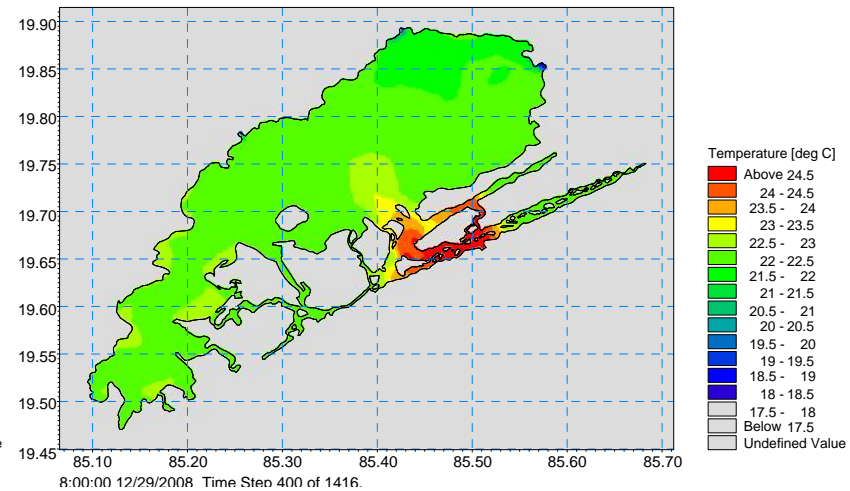 19.90
19.85
19.80
19.75
19.70
19.65
19.60
19.55
19.50
19.45
85.10 85.20 85.30 85.40 85.50 85.60 85.70
8:00:00 12/29/2008 Time Step 400 of 1416.
Temperature [deg C]
Above 24.5
24 - 24.5
23.5 - 24
23 - 23.5
22.5 - 23
22 - 22.5
21.5 - 22
21 - 21.5
20.5 - 21
20 - 20.5
19.5 - 20
19 - 19.5
18.5 - 19
18 - 18.5
17.5 - 18
Below 17.5
Undefined Value